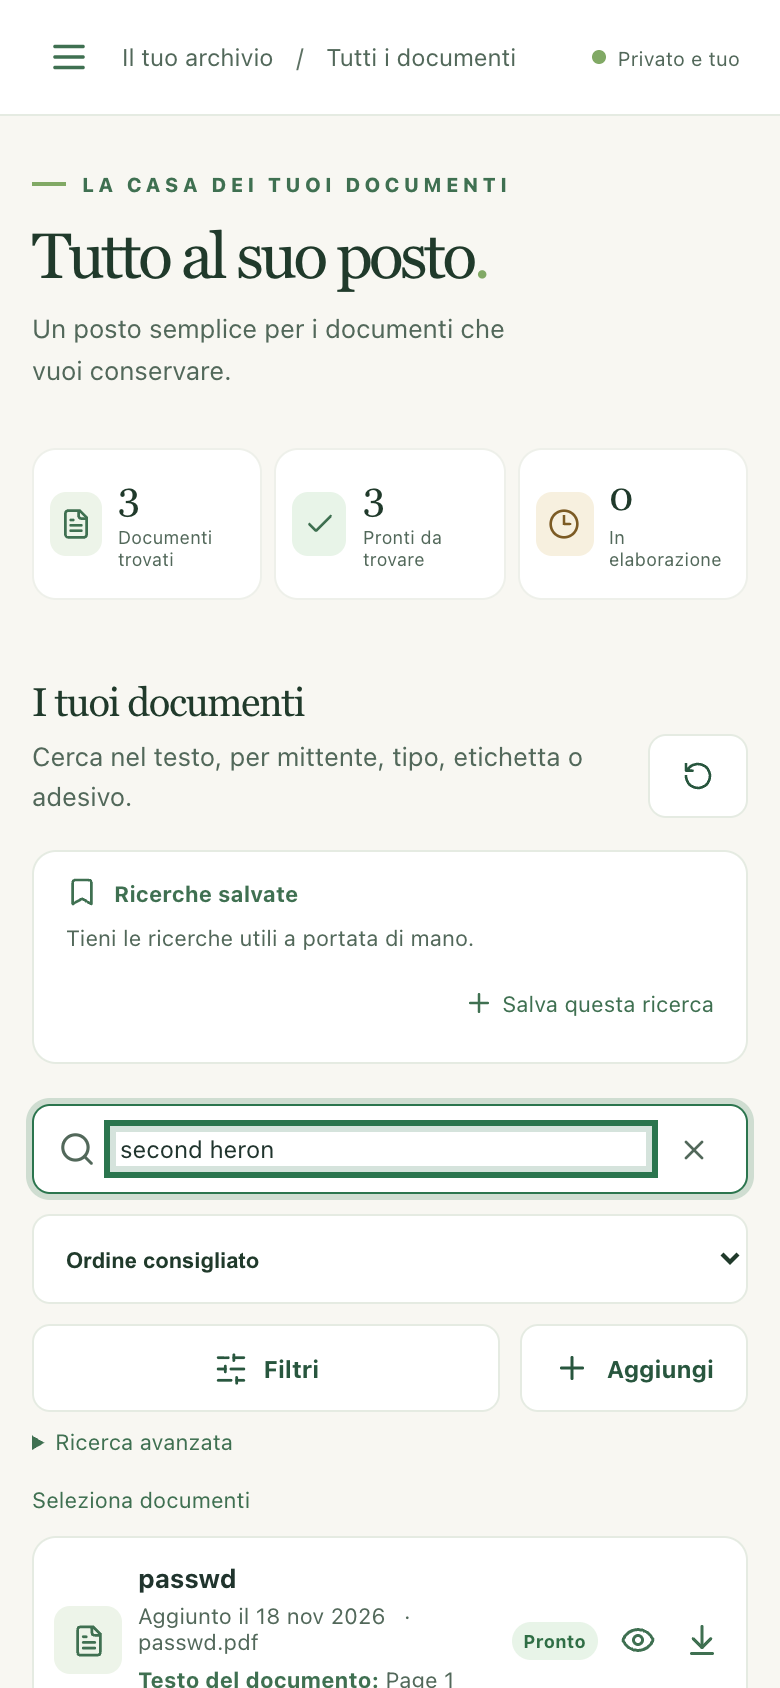 Il tuo archivio / Tutti i documenti
Privato e tuo
LA CASA DEI TUOI DOCUMENTI
Tutto al suo posto.
Un posto semplice per i documenti che
vuoi conservare.
3
Documenti
trovati
3
Pronti da
trovare
0
In
elaborazione
I tuoi documenti
Cerca nel testo, per mittente, tipo, etichetta o
adesivo.
Ricerche salvate
Tieni le ricerche utili a portata di mano.
Salva questa ricerca
second heron
Ordine consigliato
Filtri
Aggiungi
Ricerca avanzata
Seleziona documenti
passwd
Aggiunto il 18 nov 2026 ·
passwd.pdf
Pronto
Testo del documento: Page 1